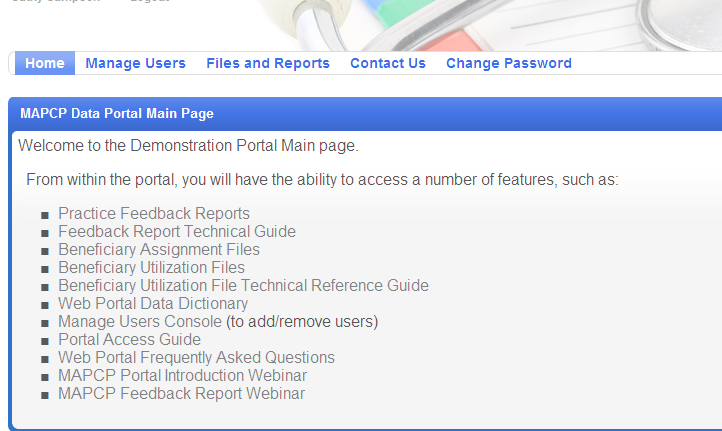 Logout
Home Manage Users Files and Reports Contact Us Change Password
MAPCP Data Portal Main Page
Welcome to the Demonstration Portal Main page.
From within the portal, you will have the ability to access a number of features, such as:
■ Practice Feedback Reports
■ Feedback Report Technical Guide
■ Beneficiary Assignment Files
■ Beneficiary Utilization Files
■ Beneficiary Utilization File Technical Reference Guide
■ Web Portal Data Dictionary
■ Manage Users Console (to add/remove users)
■ Portal Access Guide
■ Web Portal Frequently Asked Questions
■ MAPCP Portal Introduction Webinar
■ MAPCP Feedback Report Webinar